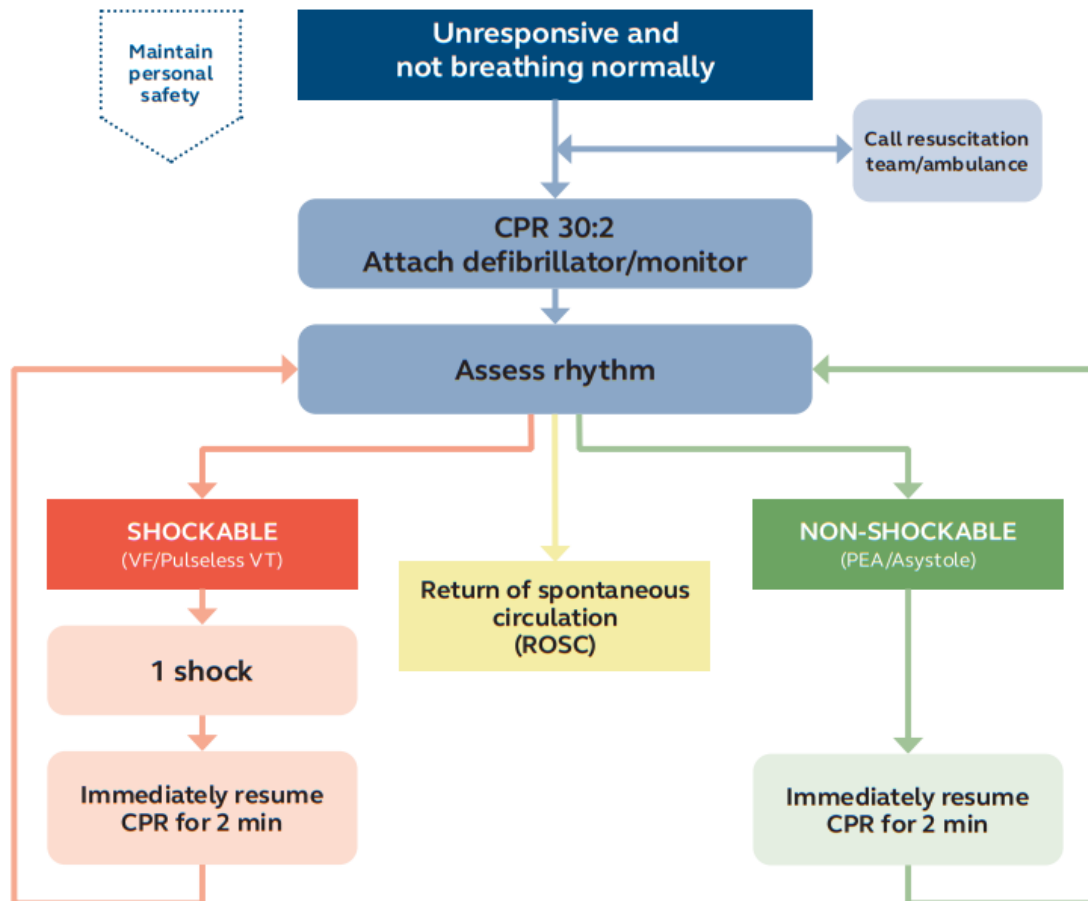 Maintain
personal
safety
Unresponsive and
not breathing normally
Call resuscitation
team/ambulance
CPR 30:2
Attach defibrillator/monitor
Assess rhythm
SHOCKABLE
(VF/Pulseless VT)
1 shock
Immediately resume
CPR for 2 min
Return of spontaneous
circulation
(ROSC)
NON-SHOCKABLE
(PEA/Asystole)
Immediately resume
CPR for 2 min